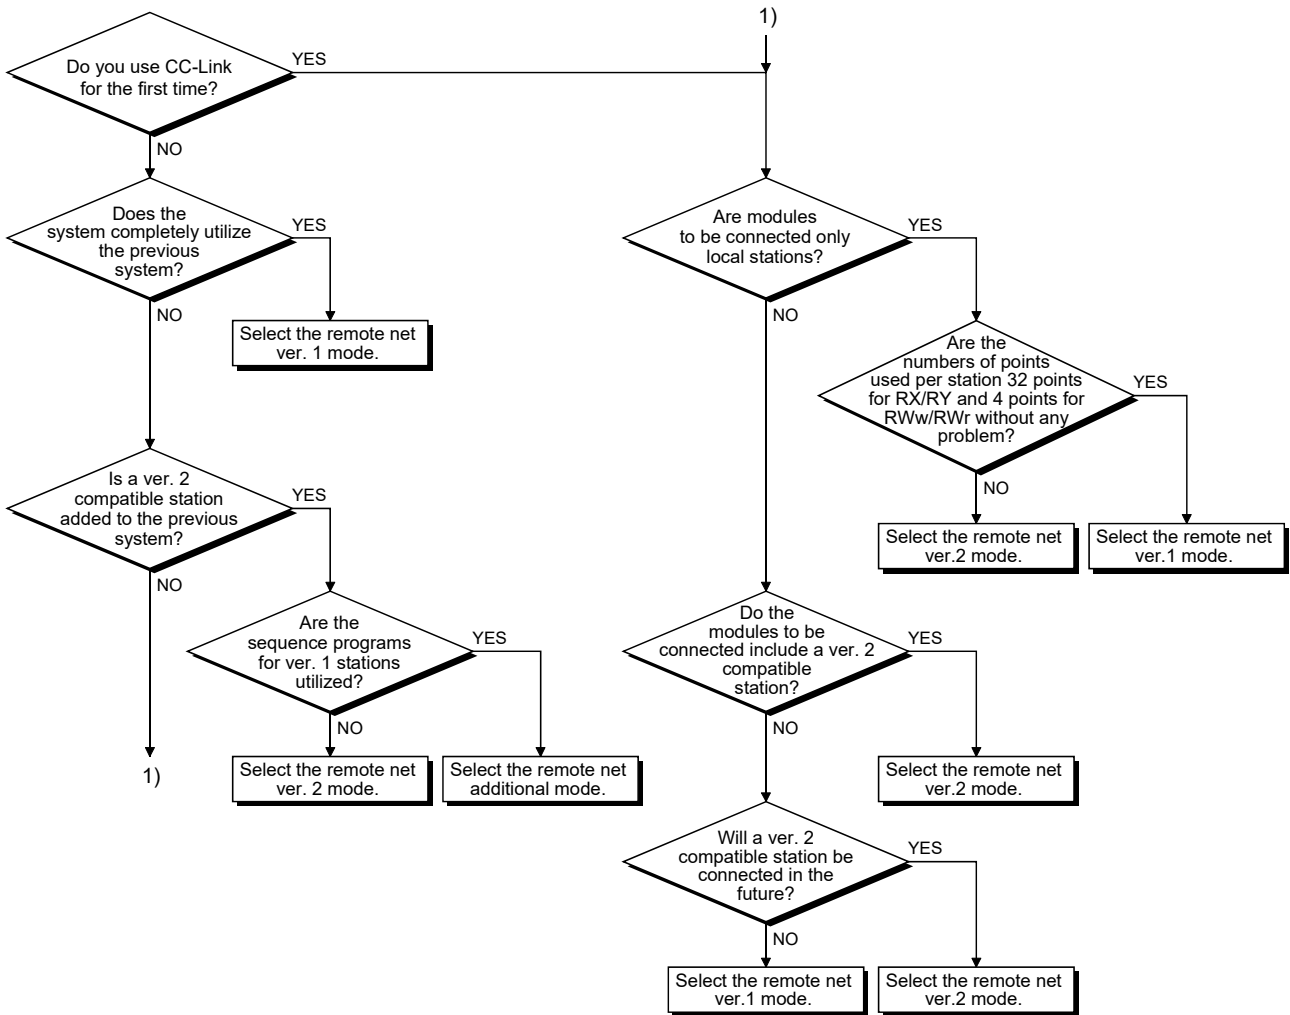 1)
Do you use CC-Link
for the first time?
YES
NO
Does the
system completely utilize
the previous
system?
YES
NO
Select the remote net
ver. 1 mode.
Is a ver. 2
compatible station
added to the previous
system?
YES
NO
1)
Are the
sequence programs
for ver. 1 stations
utilized?
YES
NO
Select the remote net
ver. 2 mode.
Select the remote net
additional mode.
Are modules
to be connected only
local stations?
YES
NO
Are the
numbers of points
used per station 32 points
for RX/RY and 4 points for
RWw/RWr without any
problem?
YES
NO
Select the remote net
ver.2 mode.
Select the remote net
ver.1 mode.
Do the
modules to be
connected include a ver. 2
compatible
station?
YES
NO
Select the remote net
ver.2 mode.
Will a ver. 2
compatible station be
connected in the
future?
YES
NO
Select the remote net
ver.1 mode.
Select the remote net
ver.2 mode.